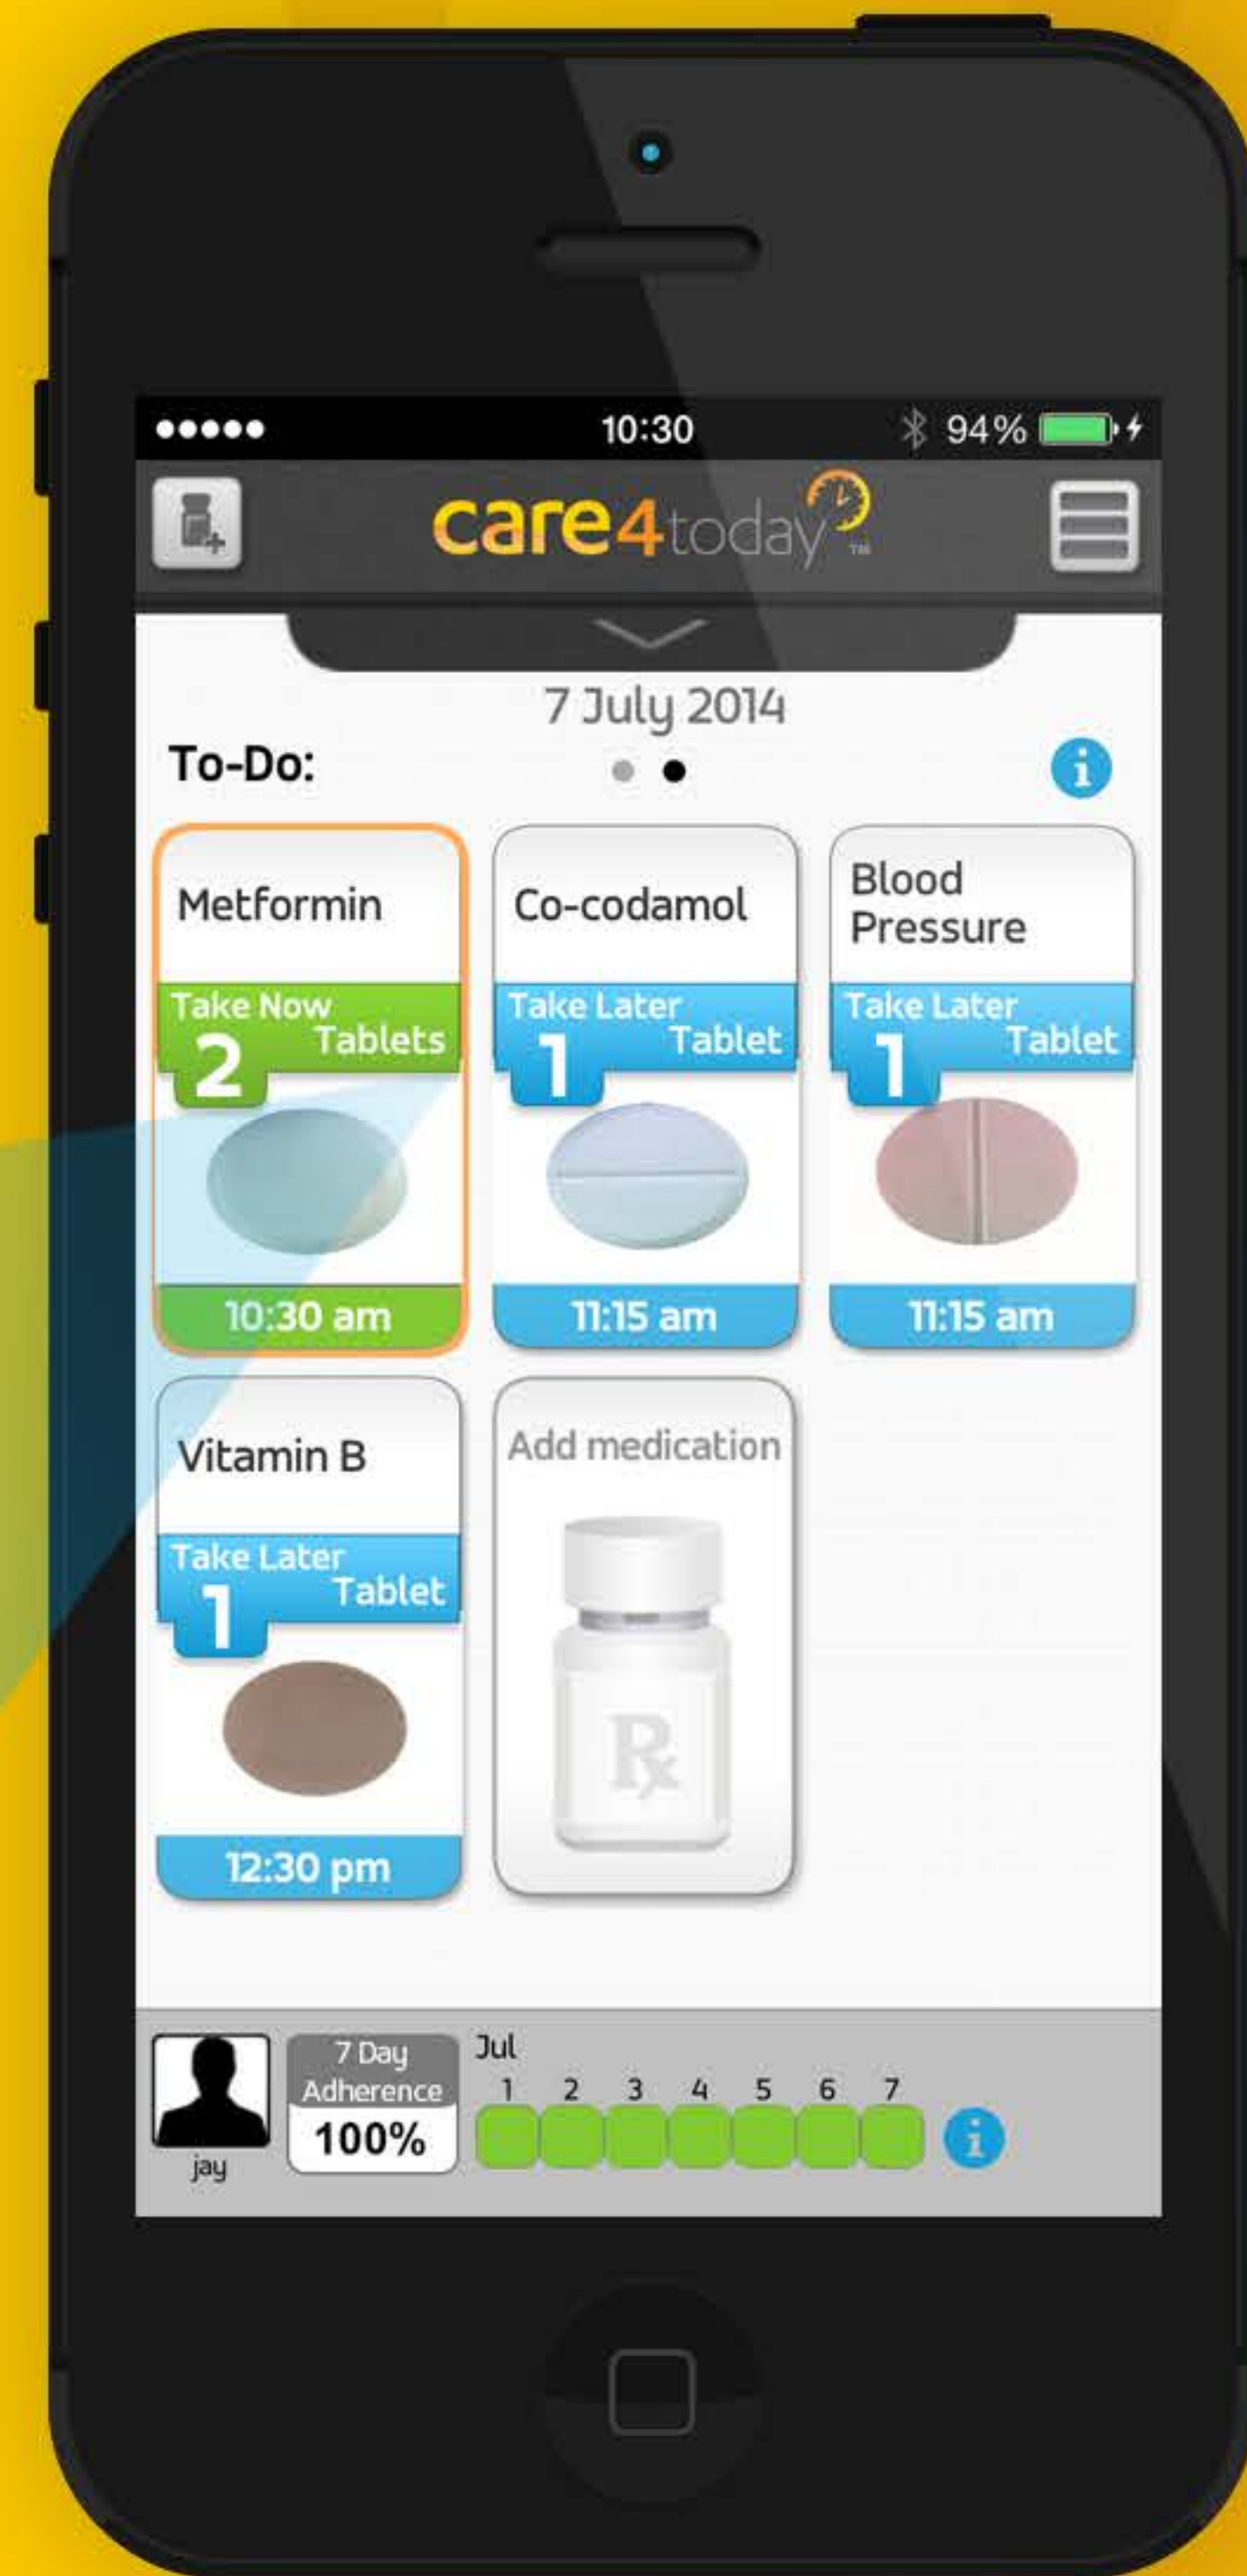 10:30
94%
care4today™
7 July 2014
To-Do:
i
Metformin
Take Now
2 Tablets
10:30 am
Co-codamol
Take Later
1 Tablet
11:15 am
Blood
Pressure
Take Later
1 Tablet
11:15 am
Vitamin B
Take Later
1 Tablet
12:30 pm
Add medication
Rx
jay
7 Day
Adherence
100%
Jul
1 2 3 4 5 6 7
i